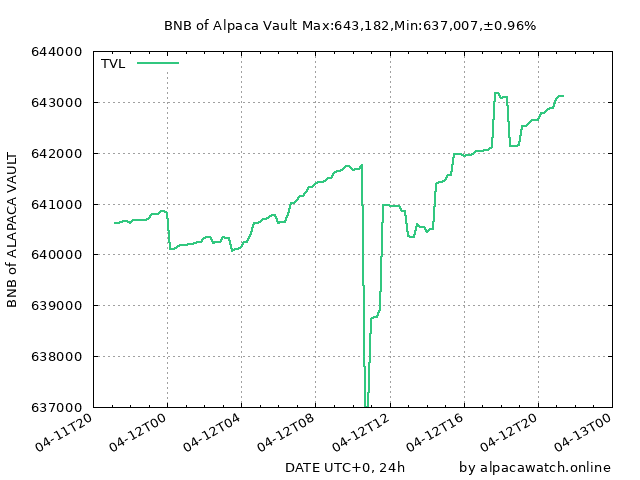 BNB of Alpaca Vault Max:643,182,Min:637,007,±0.96%
644000
TVL
643000
642000
641000
640000
639000
638000
637000
BNB of ALAPACA VAULT
04-11T20
04-12T00
04-12T04
04-12T08
04-12T12
04-12T16
04-12T20
04-13T00
DATE UTC+0, 24h
by alpacawatch.online